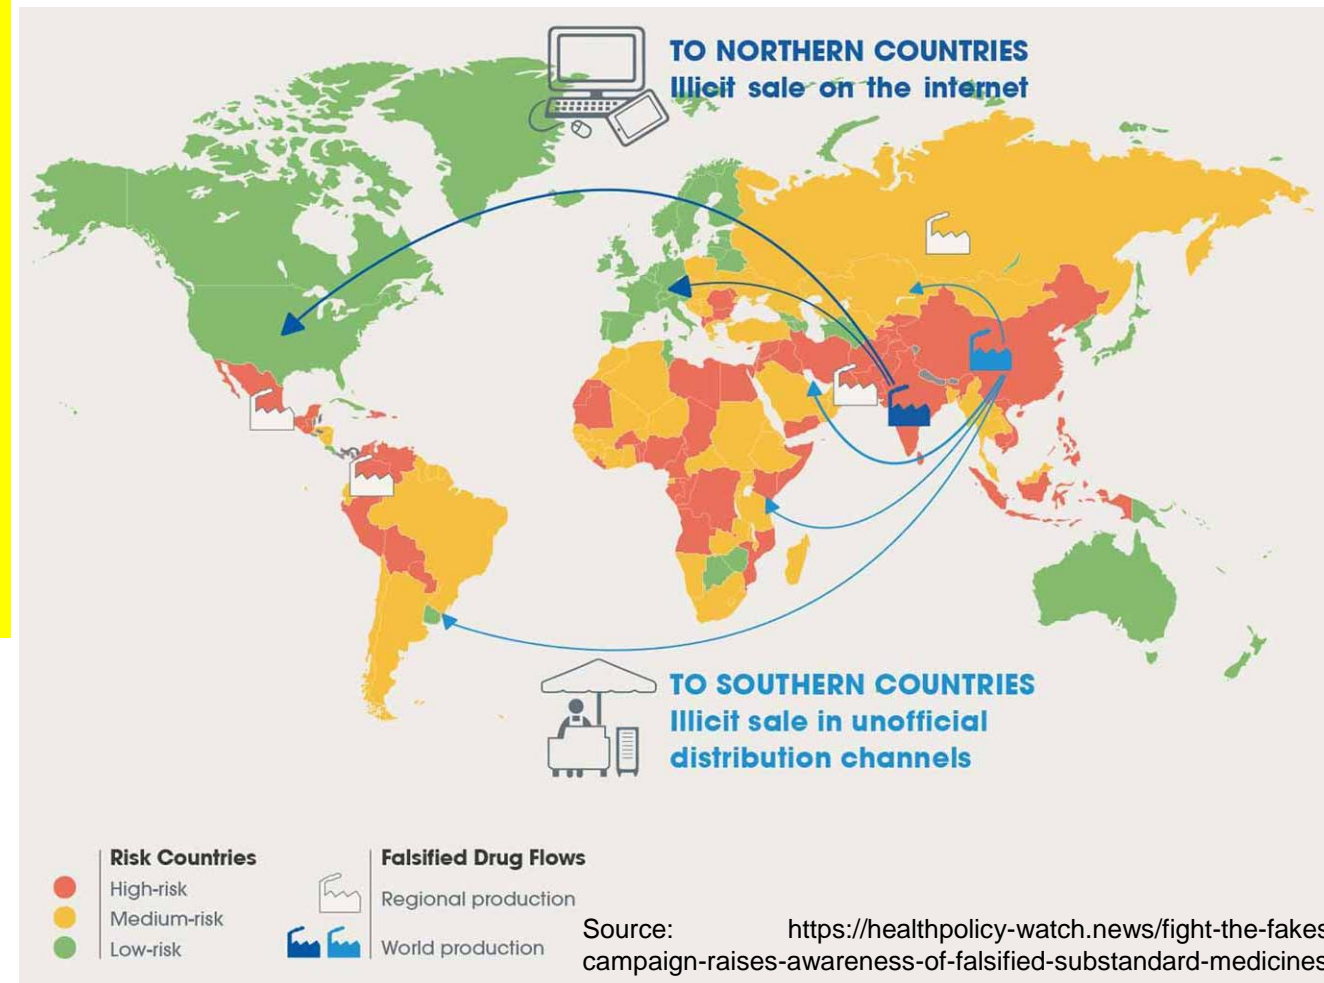 TO NORTHERN COUNTRIES
Illicit sale on the internet
TO SOUTHERN COUNTRIES
Illicit sale in unofficial
distribution channels
Risk Countries
High-risk
Medium-risk
Low-risk
Falsified Drug Flows
Regional production
World production
Source: https://healthpolicy-watch.news/fight-the-fakes
campaign-raises-awareness-of-falsified-substandard-medicines